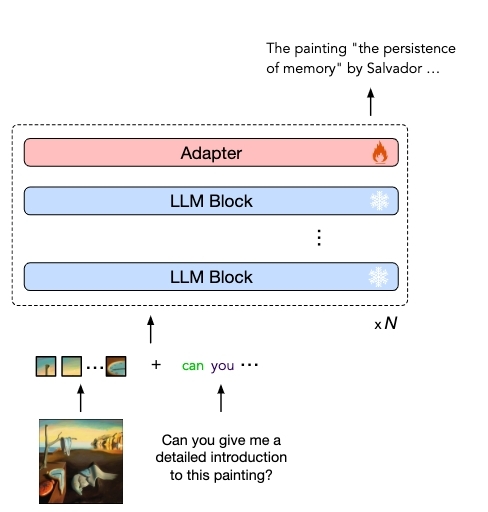 The painting "the persistence
of memory" by Salvador ...
Adapter
LLM Block
⋮
LLM Block
x N
... + can you ...
Can you give me a
detailed introduction
to this painting?